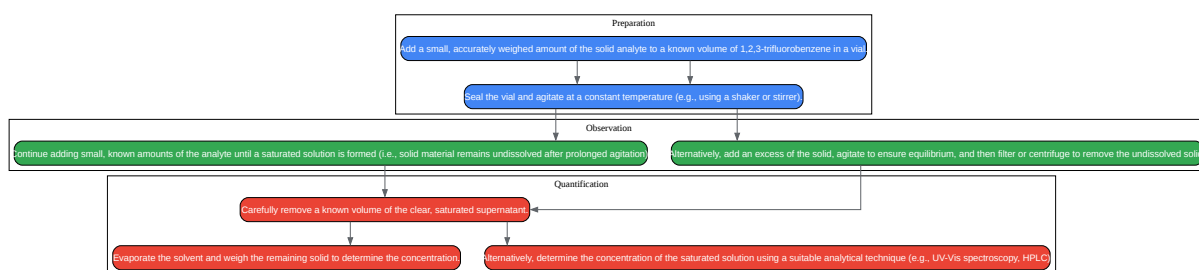 Preparation
Add a small, accurately weighed amount of the solid analyte to a known volume of 1,2,3-trifluorobenzene in a vial.
Seal the vial and agitate at a constant temperature (e.g., using a shaker or stirrer).
Observation
Continue adding small, known amounts of the analyte until a saturated solution is formed (i.e., solid material remains undissolved after prolonged agitation)
Alternatively, add an excess of the solid, agitate to ensure equilibrium, and then filter or centrifuge to remove the undissolved solid
Quantification
Carefully remove a known volume of the clear, saturated supernatant.
Evaporate the solvent and weigh the remaining solid to determine the concentration.
Alternatively, determine the concentration of the saturated solution using a suitable analytical technique (e.g., UV-Vis spectroscopy, HPLC)